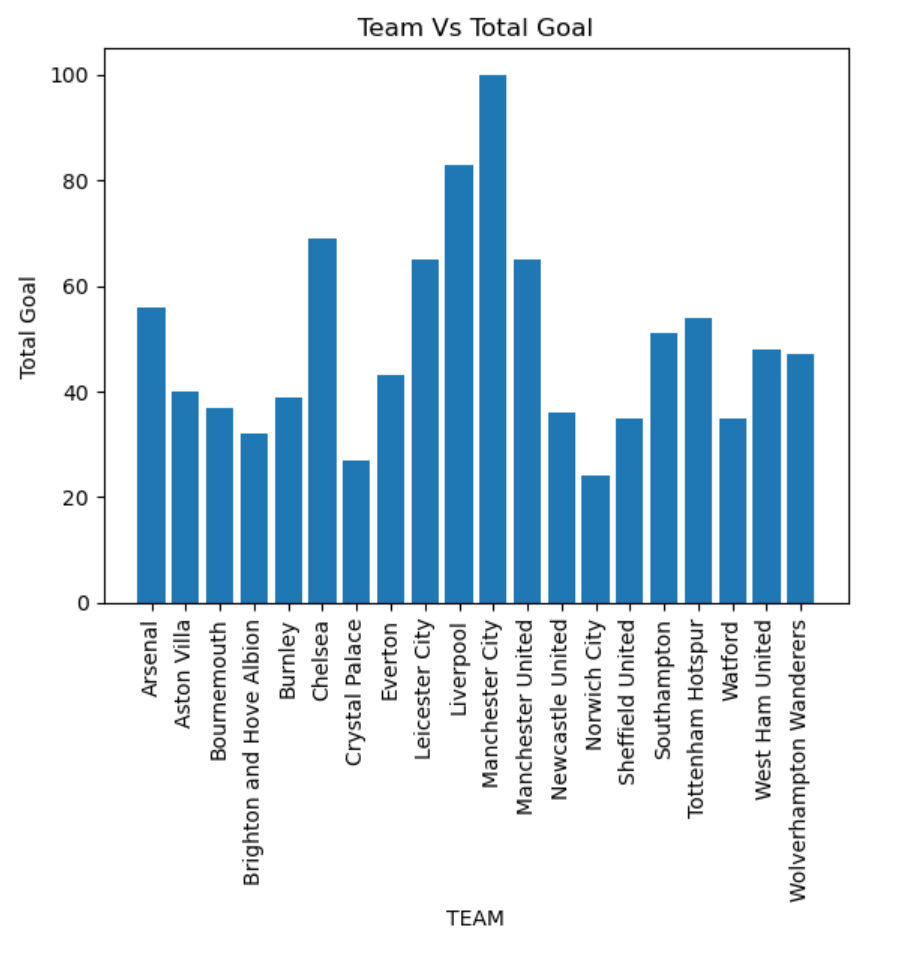 Team Vs Total Goal
100
80
60
40
20
0
Total Goal
Arsenal
Aston Villa
Bournemouth
Brighton and Hove Albion
Burnley
Chelsea
Crystal Palace
Everton
Leicester City
Liverpool
Manchester City
Manchester United
Newcastle United
Norwich City
Sheffield United
Southampton
Tottenham Hotspur
Watford
West Ham United
Wolverhampton Wanderers
TEAM